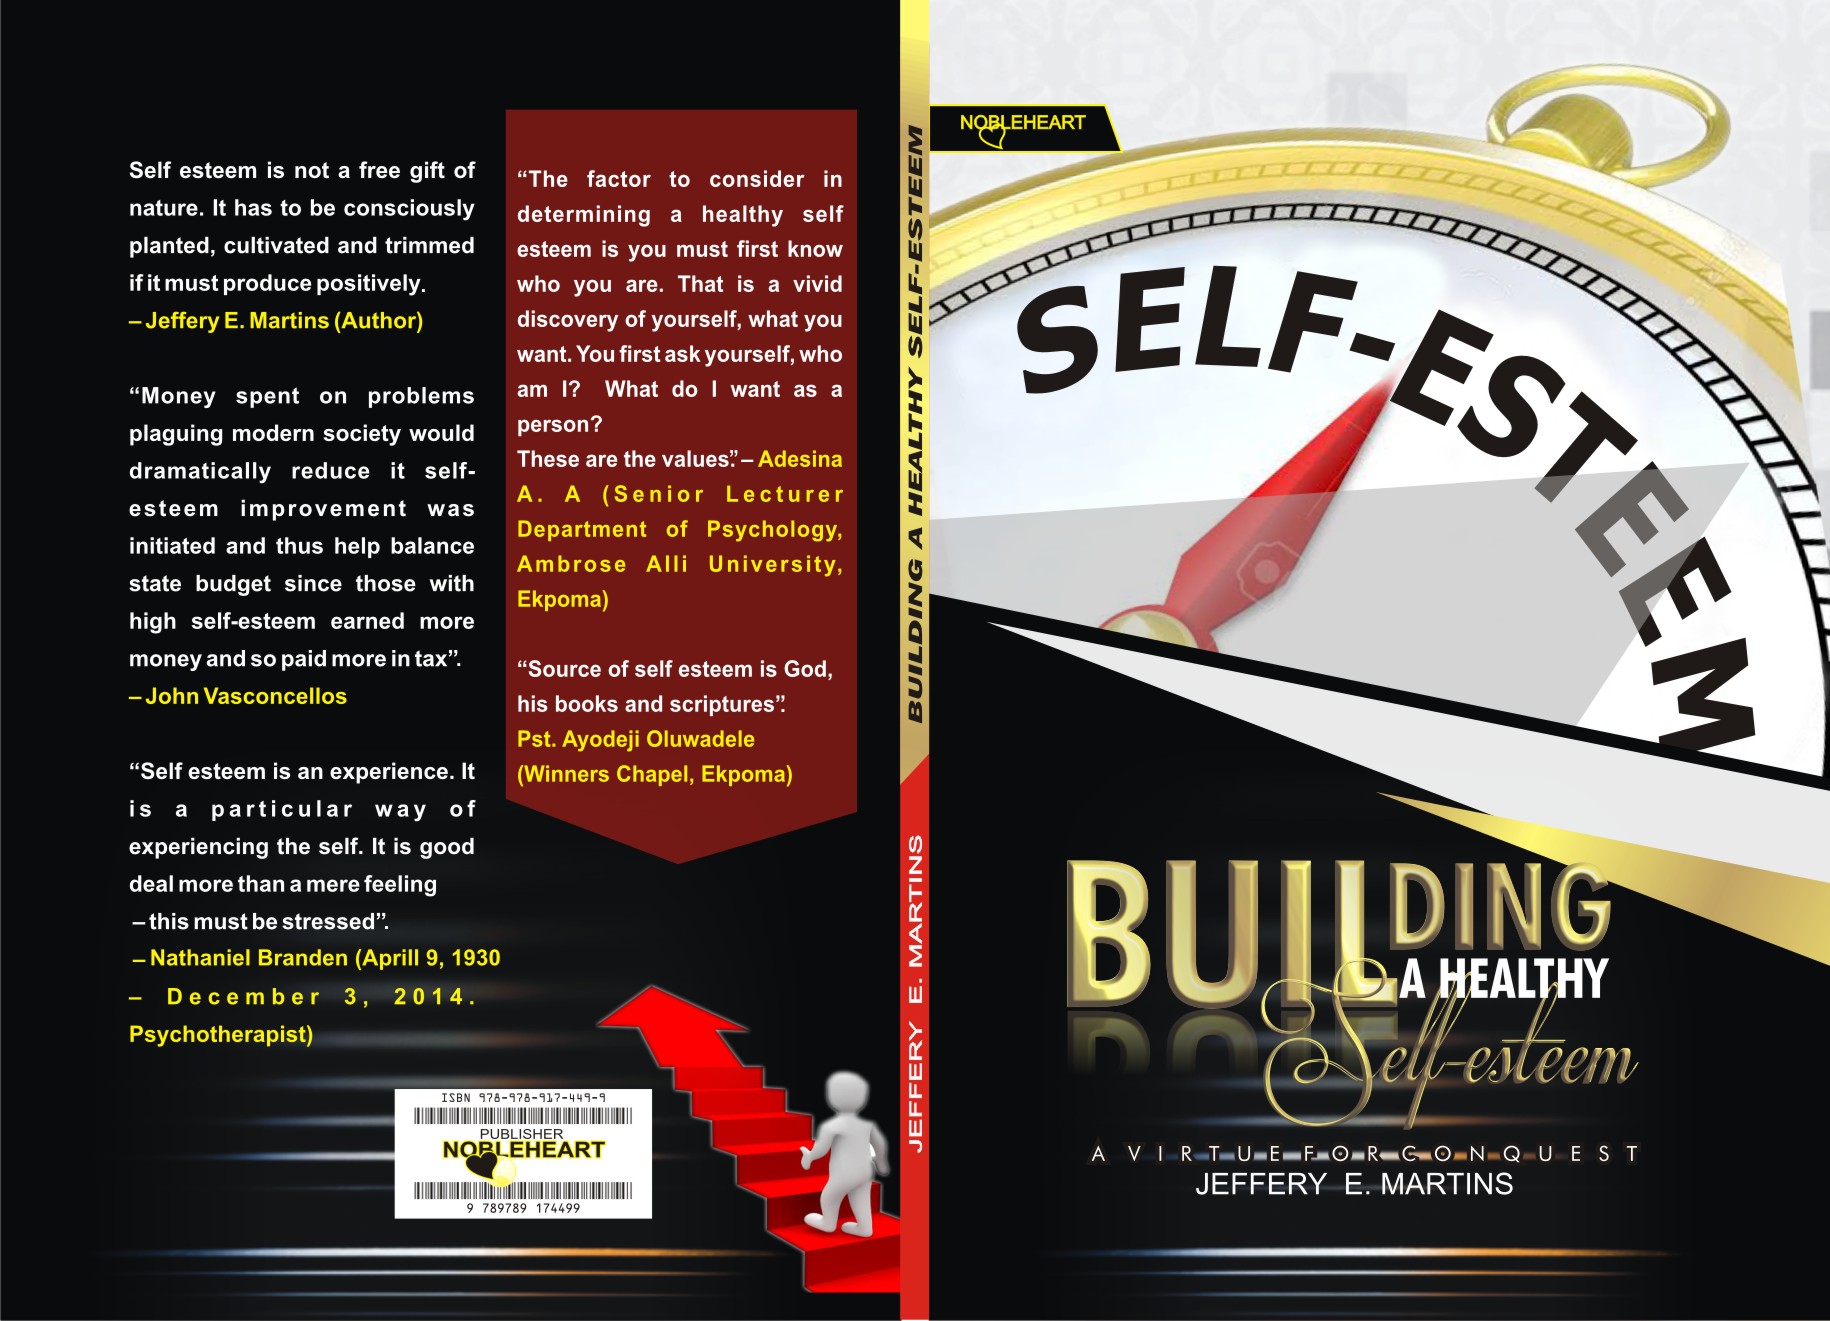 Self esteem is not a free gift of
nature. It has to be consciously
planted, cultivated and trimmed
if it must produce positively.
– Jeffery E. Martins (Author)
“Money spent on problems
plaguing modern society would
dramatically reduce it self-
esteem improvement was
initiated and thus help balance
state budget since those with
high self-esteem earned more
money and so paid more in tax”.
– John Vasconcellos
“Self esteem is an experience. It
is a particular way of
experiencing the self. It is good
deal more than a mere feeling
– this must be stressed”.
– Nathaniel Branden (Aprill 9, 1930
– December 3, 2014.
Psychotherapist)
“The factor to consider in
determining a healthy self
esteem is you must first know
who you are. That is a vivid
discovery of yourself, what you
want. You first ask yourself, who
am I? What do I want as a
person?
These are the values”. – Adesina
A. A (Senior Lecturer
Department of Psychology,
Ambrose Alli University,
Ekpoma)
“Source of self esteem is God,
his books and scriptures”.
Pst. Ayodeji Oluwadele
(Winners Chapel, Ekpoma)
ISBN 978-978-917-449-9
PUBLISHER
NOBLEHEART
9 789789 174499
BUILDING A HEALTHY SELF-ESTEEM
JEFFERY E. MARTINS
NOBLEHEART
SELF-ESTEEM
BUILDING
A HEALTHY
Self-esteem
A VIRTUE FOR CONQUEST
JEFFERY E. MARTINS